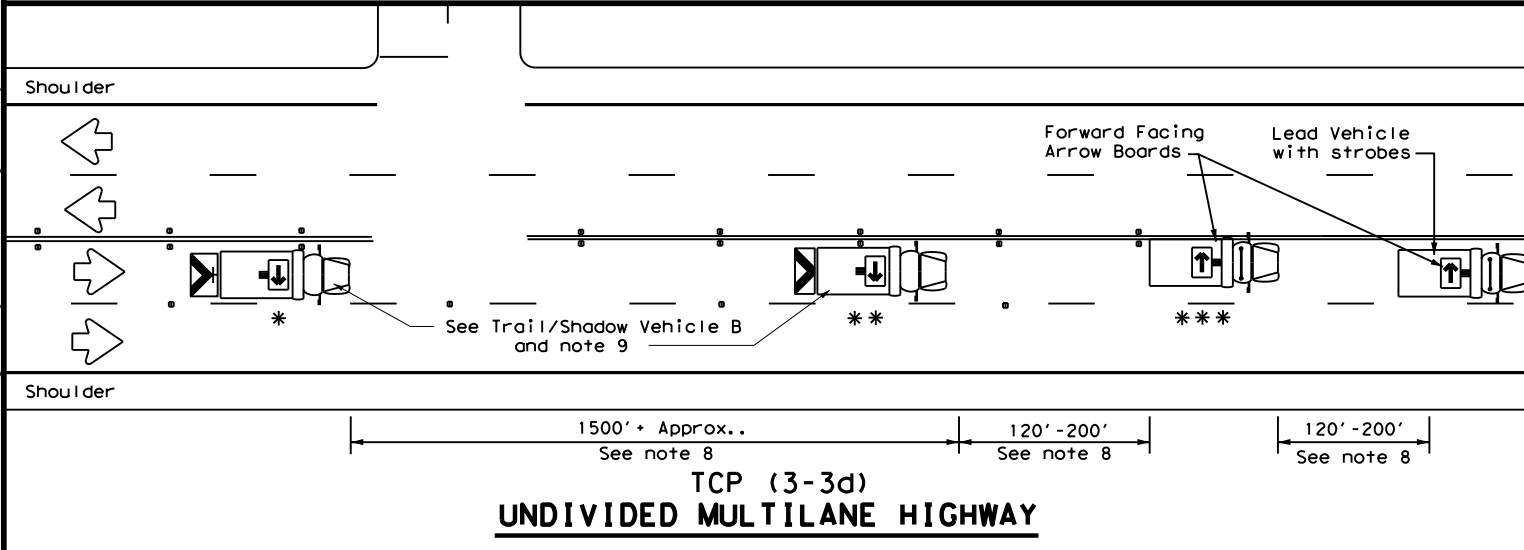 Shoulder
Forward Facing
Arrow Boards
Lead Vehicle
with strobes
*
**
***
See Trail/Shadow Vehicle B
and note 9
Shoulder
1500'+ Approx..
See note 8
120'-200'
See note 8
120'-200'
See note 8
TCP (3-3d)
UNDIVIDED MULTILANE HIGHWAY